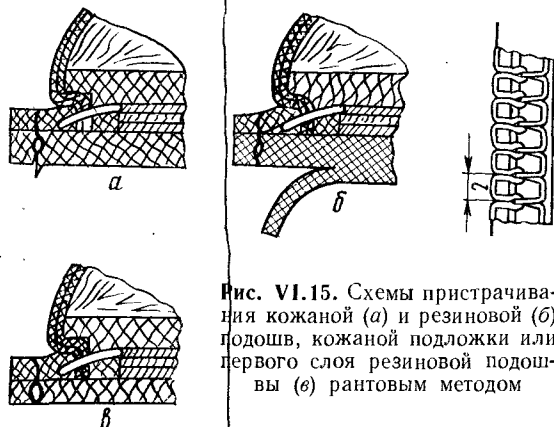 а
б
2
в
Рис. VI.15. Схемы пристрачива-
ния кожаной (а) и резиновой (б)
подошв, кожаной подложки или
первого слоя резиновой подош-
вы (в) рантовым методом